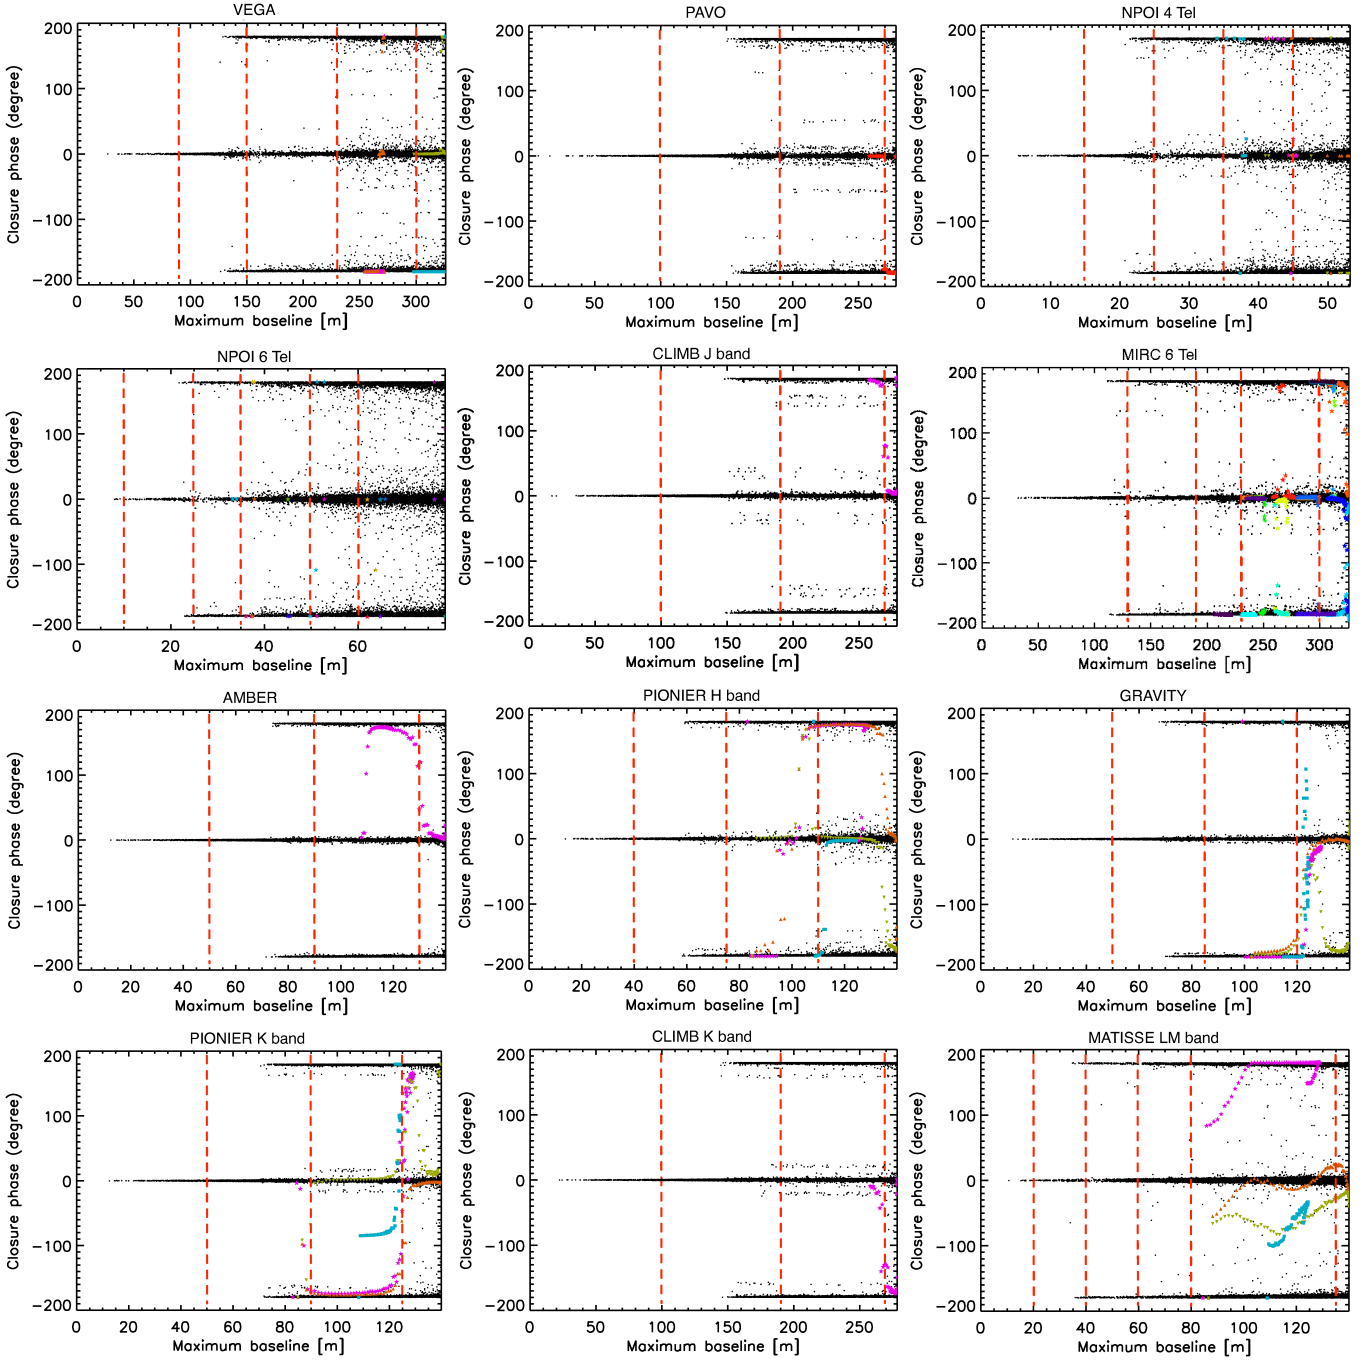 VEGA
PAVO
NPOI 4 Tel
200
100
0
−100
−200
Closure phase (degree)
0 50 100 150 200 250 300
Maximum baseline [m]
200
100
0
−100
−200
Closure phase (degree)
0 50 100 150 200 250
Maximum baseline [m]
200
100
0
−100
−200
Closure phase (degree)
0 10 20 30 40 50
Maximum baseline [m]
NPOI 6 Tel
CLIMB J band
MIRC 6 Tel
200
100
0
−100
−200
Closure phase (degree)
0 20 40 60
Maximum baseline [m]
200
100
0
−100
−200
Closure phase (degree)
0 50 100 150 200 250
Maximum baseline [m]
200
100
0
−100
−200
Closure phase (degree)
0 50 100 150 200 250 300
Maximum baseline [m]
AMBER
PIONIER H band
GRAVITY
200
100
0
−100
−200
Closure phase (degree)
0 20 40 60 80 100 120
Maximum baseline [m]
200
100
0
−100
−200
Closure phase (degree)
0 20 40 60 80 100 120
Maximum baseline [m]
200
100
0
−100
−200
Closure phase (degree)
0 20 40 60 80 100 120
Maximum baseline [m]
PIONIER K band
CLIMB K band
MATISSE LM band
200
100
0
−100
−200
Closure phase (degree)
0 20 40 60 80 100 120
Maximum baseline [m]
200
100
0
−100
−200
Closure phase (degree)
0 50 100 150 200 250
Maximum baseline [m]
200
100
0
−100
−200
Closure phase (degree)
0 20 40 60 80 100 120 140
Maximum baseline [m]